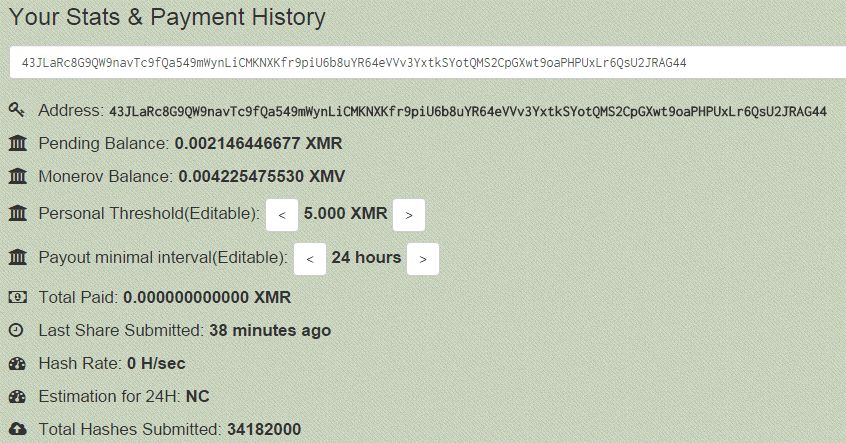 Your Stats & Payment History
43JLaRc8G9QW9navTc9fQa549mWynLiCMKNXKfr9piU6b8uYR64eVVv3YxtkSYotQMS2CpGXwt9oaPHPUxLr6QsU2JRAG44
Address: 43JLaRc8G9QW9navTc9fQa549mWynLiCMKNXKfr9piU6b8uYR64eVVv3YxtkSYotQMS2CpGXwt9oaPHPUxLr6QsU2JRAG44
Pending Balance: 0.002146446677 XMR
Monerov Balance: 0.004225475530 XMV
Personal Threshold(Editable): < 5.000 XMR >
Payout minimal interval(Editable): < 24 hours >
Total Paid: 0.000000000000 XMR
Last Share Submitted: 38 minutes ago
Hash Rate: 0 H/sec
Estimation for 24H: NC
Total Hashes Submitted: 34182000